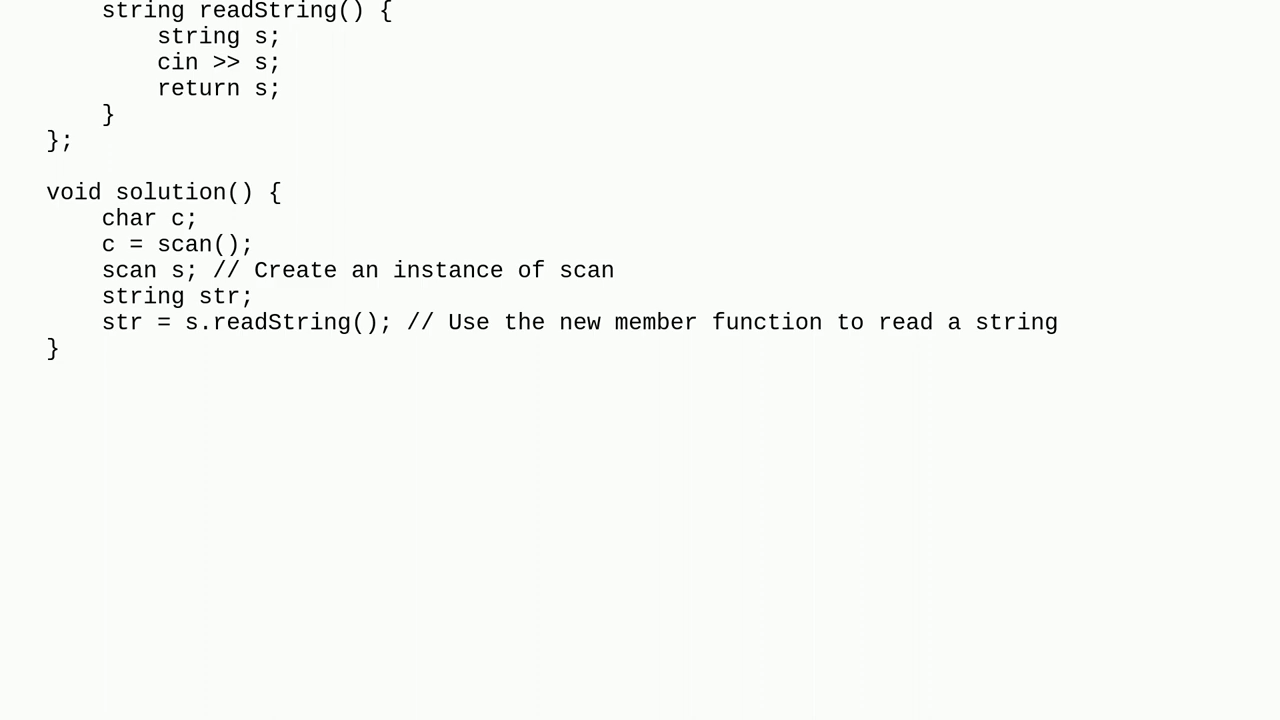 string readString() {
string s;
cin >> s;
return s;
}
};
void solution() {
char c;
c = scan();
scan s; // Create an instance of scan
string str;
str = s.readString(); // Use the new member function to read a string
}